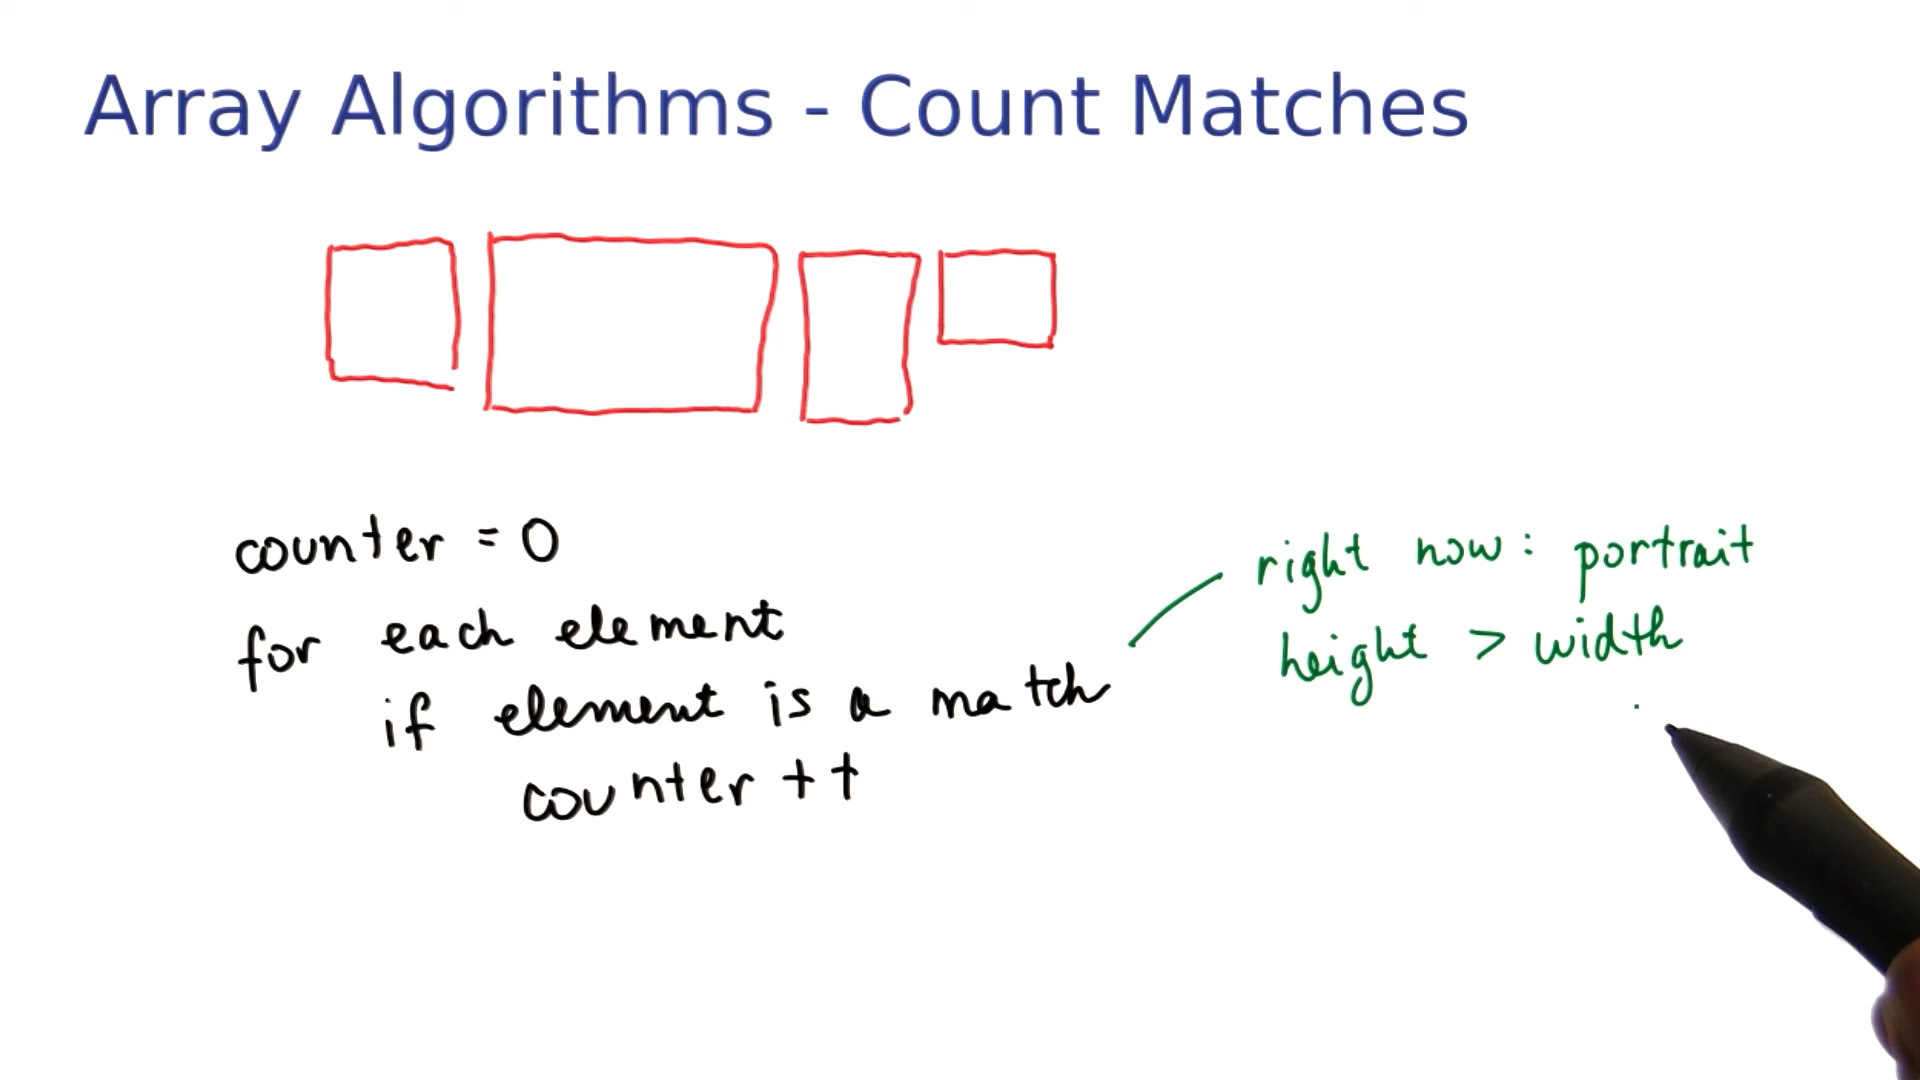 Array Algorithms - Count Matches
counter = 0
for each element
if element is a match
counter ++
right now: portrait
height > width